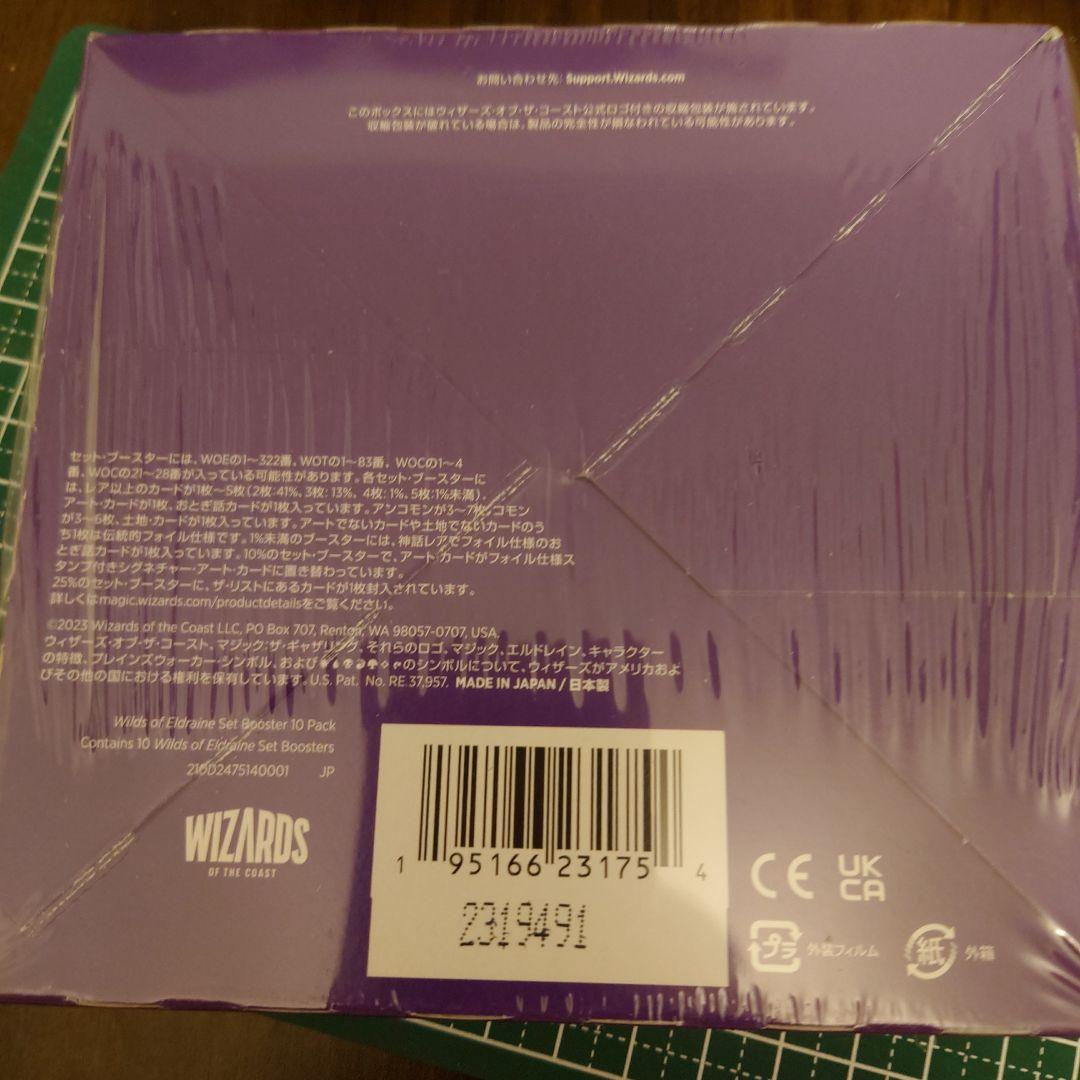 お問い合わせ先: Support.Wizards.com
このボックスにはウィザーズ・オブ・ザ・コースト公式ロゴ付きの収縮包装が施されています。
収縮包装が破れている場合は、製品の完全性が損なわれている可能性があります。
セット・ブースターには、WOEの1〜322番、WOTの1〜83番、WOCの1〜4
番、WOCの21〜28番が入っている可能性があります。各セット・ブースターに
は、レア以上のカードが1枚〜5枚(2枚:41%、3枚:13%、4枚:1%、5枚:1%未満)、
アート・カードが1枚、おとぎ話カードが1枚入っています。アンコモンが3〜7枚、コモン
が3〜6枚、土地・カードが1枚入っています。アートでないカードや土地でないカードのう
ち1枚は伝統的フォイル仕様です。1%未満のブースターには、神話レアでフォイル仕様のお
とぎ話カードが1枚入っています。10%のセット・ブースターで、アート・カードがフォイル仕様ス
タンプ付きシグネチャー・アート・カードに置き替わっています。
25%のセット・ブースターに、ザ・リストにあるカードが1枚封入されています。
詳しくはmagic.wizards.com/productdetailsをご覧ください。
©2023 Wizards of the Coast LLC, PO Box 707, Renton, WA 98057-0707, USA.
ウィザーズ・オブ・ザ・コースト、マジック:ザ・ギャザリング、それらのロゴ、マジック、エルドレイン、キャラクター
の特徴、プレインズウォーカー・シンボル、および のシンボルについて、ウィザーズがアメリカおよ
びその他の国における権利を保有しています。U.S. Pat. No. RE 37,957. MADE IN JAPAN / 日本製
Wilds of Eldraine Set Booster 10 Pack
Contains 10 Wilds of Eldraine Set Boosters
210D2475140001 JP
WIZARDS
OF THE COAST
1 95166 23175 4
2319491
CE UK
CA
プラ 外装フィルム 紙 外箱